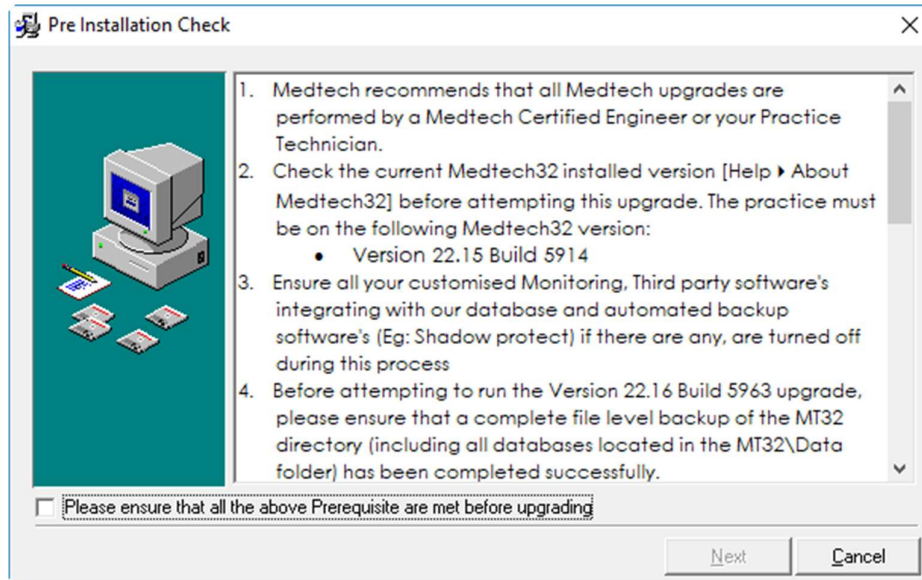 Pre Installation Check
1. Medtech recommends that all Medtech upgrades are
performed by a Medtech Certified Engineer or your Practice
Technician.
2. Check the current Medtech32 installed version [Help ▸ About
Medtech32] before attempting this upgrade. The practice must
be on the following Medtech32 version:
• Version 22.15 Build 5914
3. Ensure all your customised Monitoring, Third party software's
integrating with our database and automated backup
software's (Eg: Shadow protect) if there are any, are turned off
during this process
4. Before attempting to run the Version 22.16 Build 5963 upgrade,
please ensure that a complete file level backup of the MT32
directory (including all databases located in the MT32\Data
folder) has been completed successfully.
Please ensure that all the above Prerequisite are met before upgrading
Next
Cancel